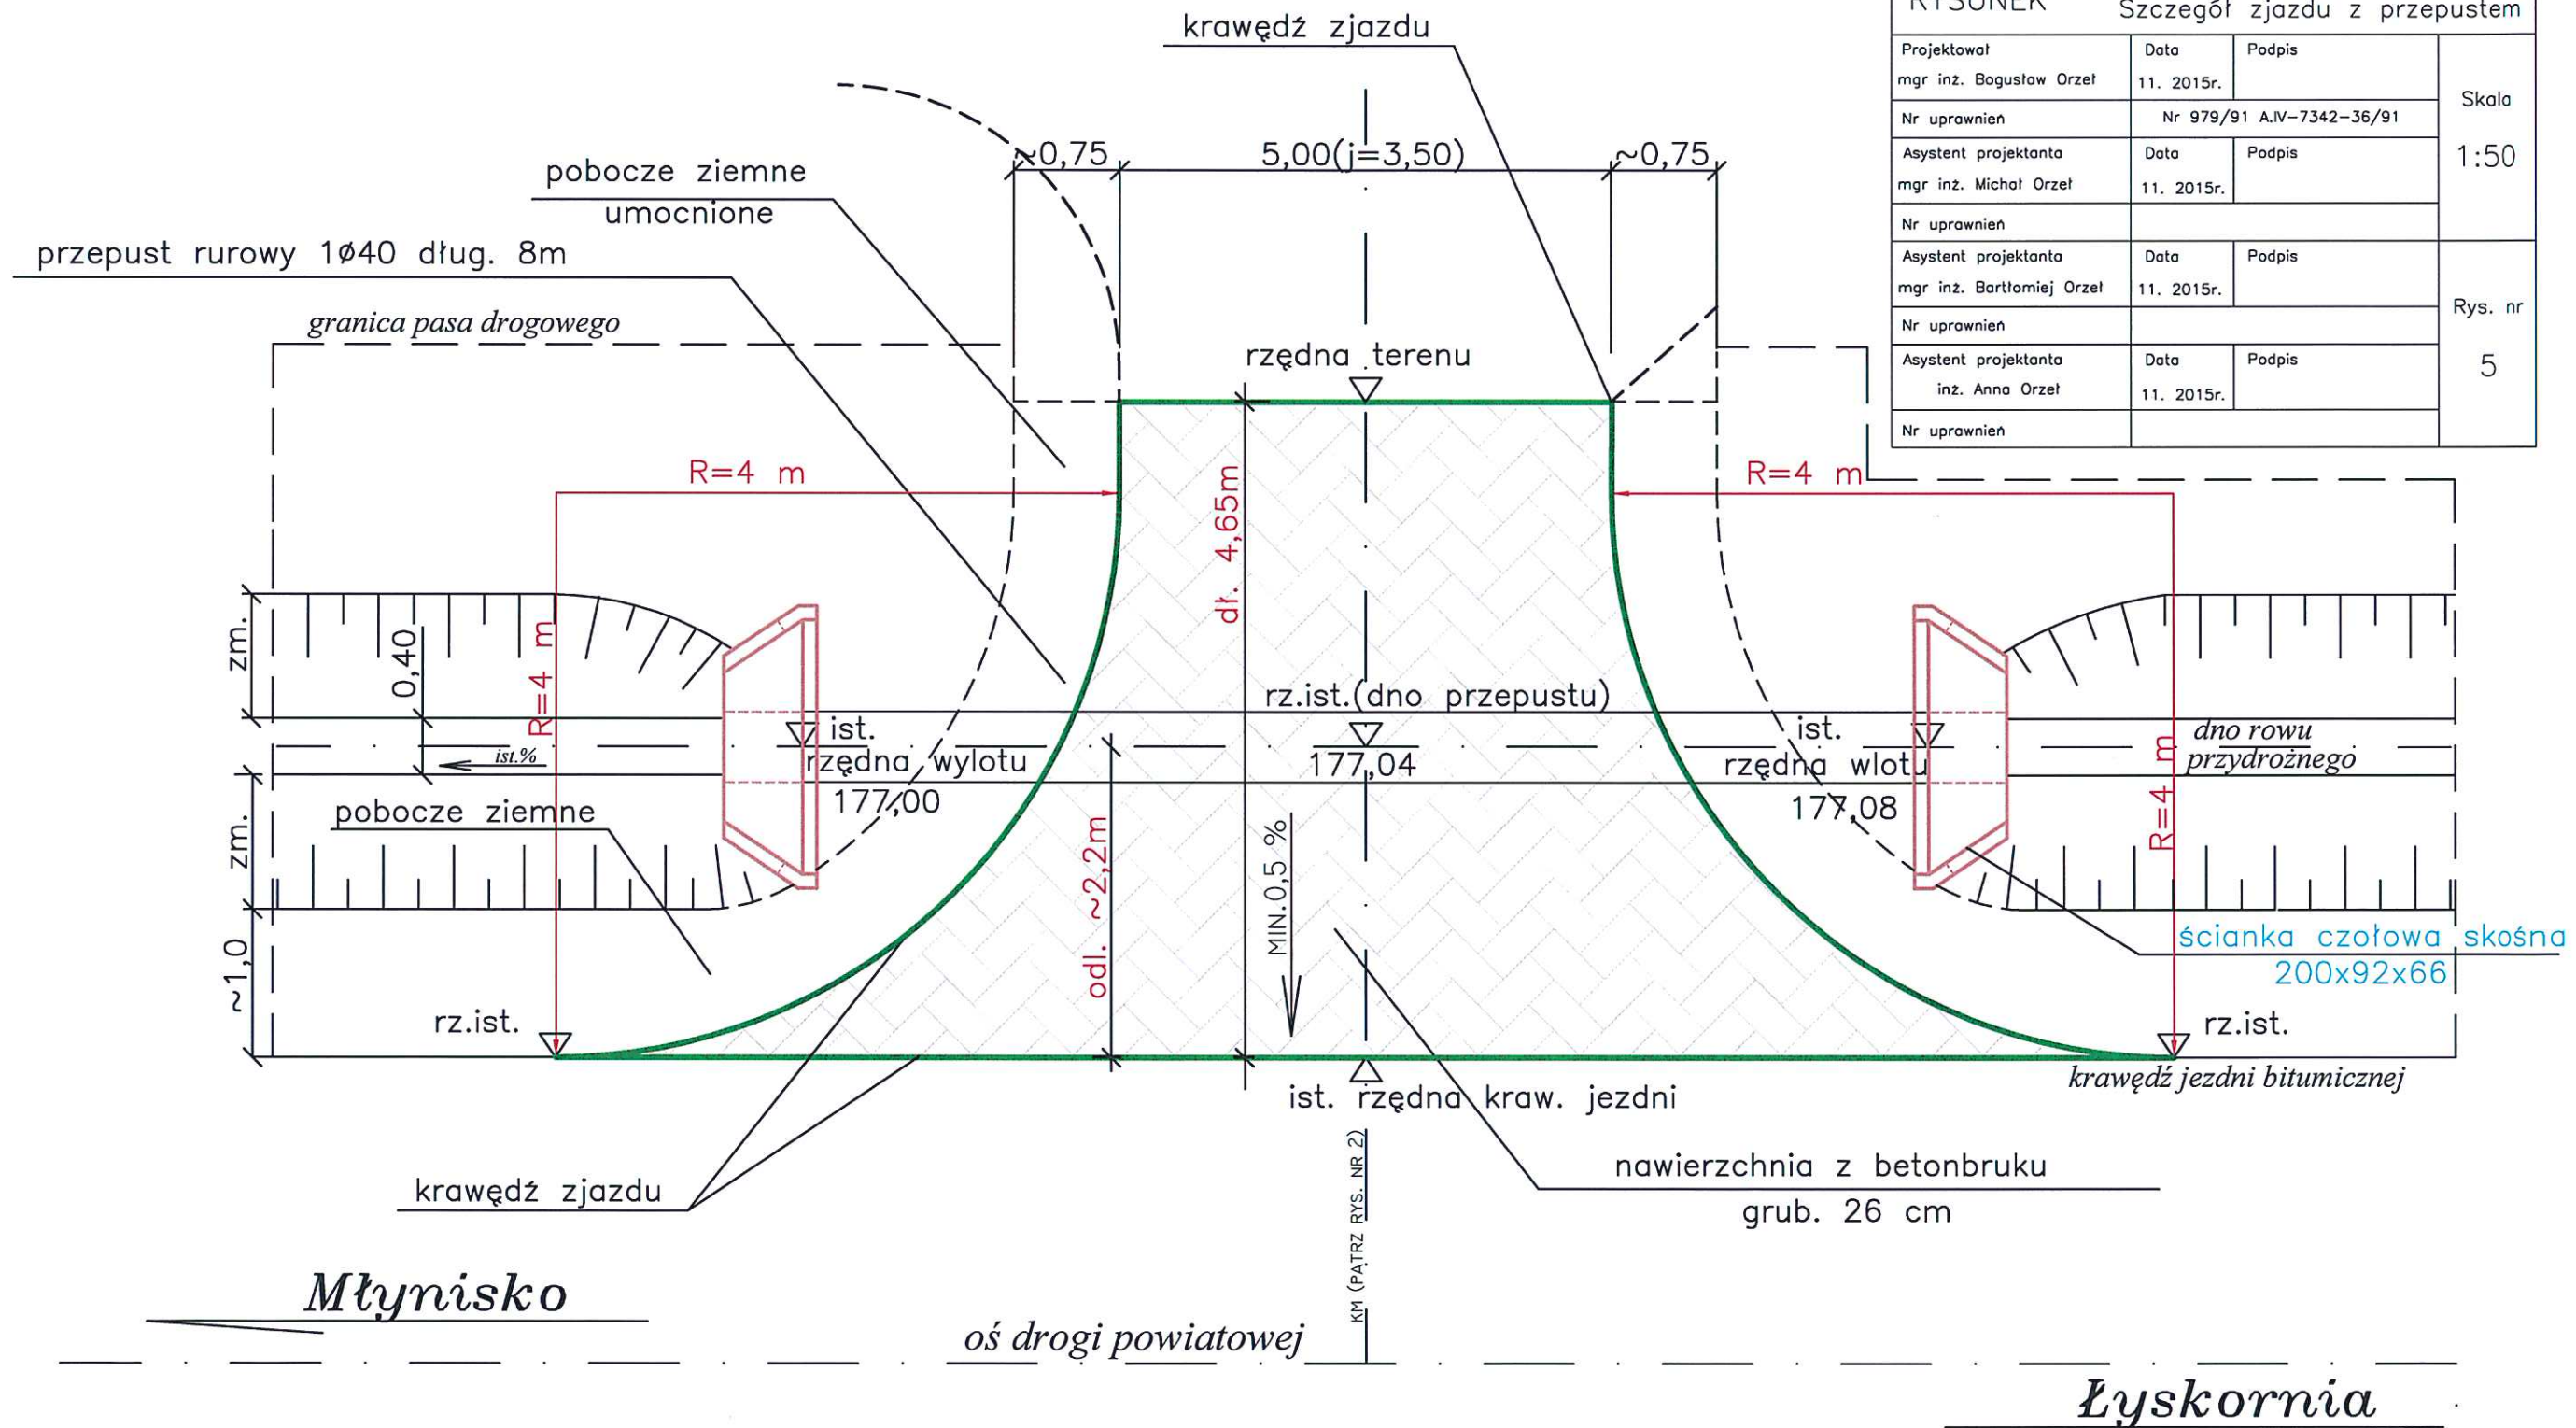 RYSUNEK
Szczegół zjazdu z przepustem
Projektował
mgr inż. Bogusław Orzeł
Data
11. 2015r.
Podpis
Skala
1:50
Nr uprawnień
Nr 979/91 A.IV-7342-36/91
Asystent projektanta
mgr inż. Michał Orzeł
Data
11. 2015r.
Podpis
Nr uprawnień
Asystent projektanta
mgr inż. Bartłomiej Orzeł
Data
11. 2015r.
Podpis
Rys. nr
5
Nr uprawnień
Asystent projektanta
inż. Anna Orzeł
Data
11. 2015r.
Podpis
Nr uprawnień
krawędź zjazdu
~0,75
5,00(j=3,50)
~0,75
pobocze ziemne
umocnione
przepust rurowy 1ø40 dług. 8m
granica pasa drogowego
rzędna terenu
R=4 m
R=4 m
dł. 4,65m
zm.
0,40
R=4 m
rz.ist.(dno przepustu)
177,04
ist.
rzędna wylotu
177,00
ist.
rzędna wlotu
177,08
dno rowu
przydrożnego
ist.%
R=4 m
pobocze ziemne
zm.
odl. ~2,2m
MIN.0,5 %
~1,0
ścianka czołowa skośna
200x92x66
rz.ist.
rz.ist.
krawędź jezdni bitumicznej
ist. rzędna kraw. jezdni
krawędź zjazdu
nawierzchnia z betonbruku
grub. 26 cm
KM (PATRZ RYS. NR 2)
Młynisko
oś drogi powiatowej
Łyskornia